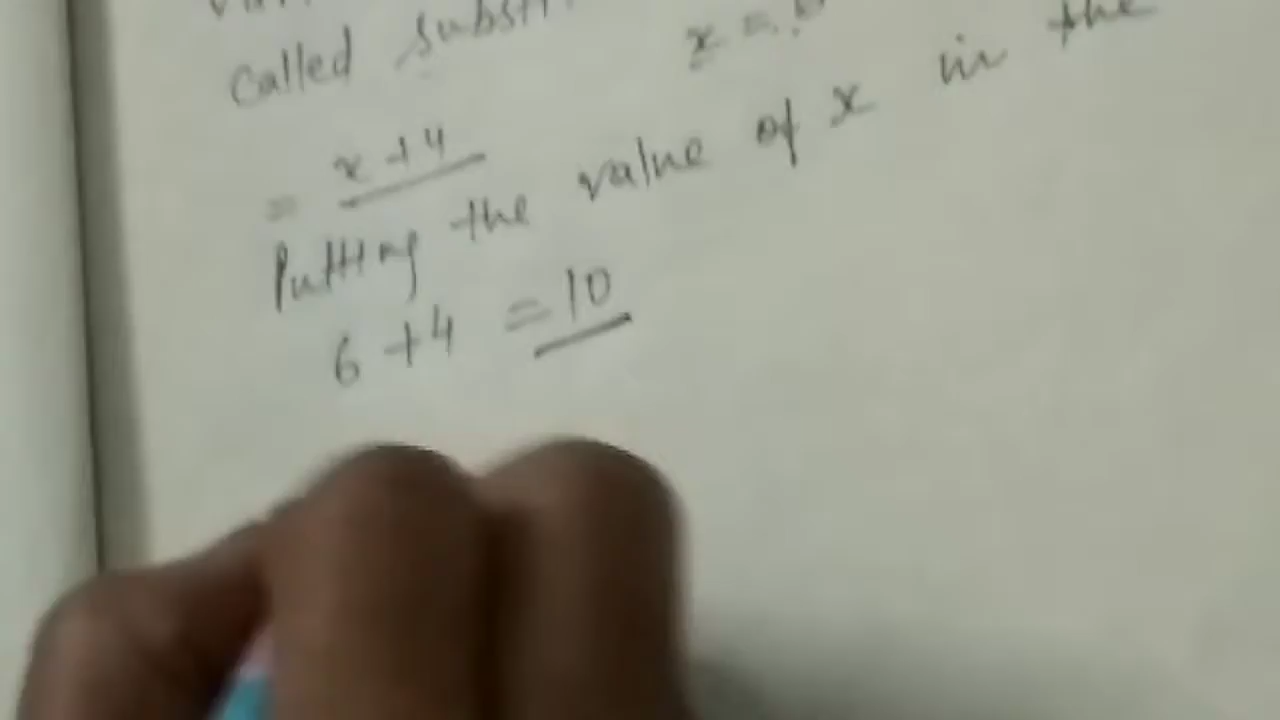 called
x =
= x + 4
Putting the value of x in the
6 + 4 = 10